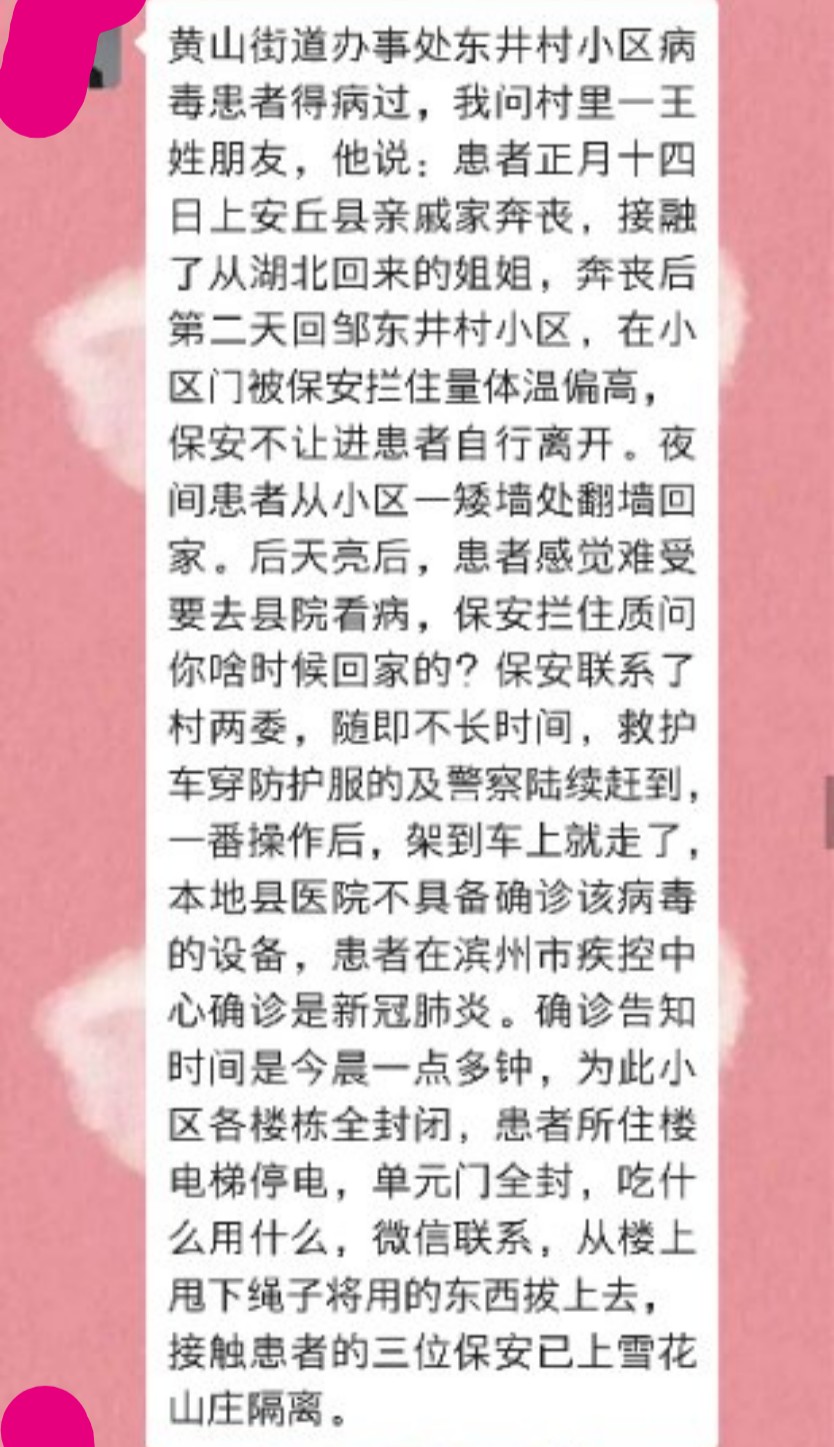 黄山街道办事处东井村小区病
毒患者得病过，我问村里一王
姓朋友，他说：患者正月十四
日上安丘县亲戚家奔丧，接融
了从湖北回来的姐姐，奔丧后
第二天回邹东井村小区，在小
区门被保安拦住量体温偏高，
保安不让进患者自行离开。夜
间患者从小区一矮墙处翻墙回
家。后天亮后，患者感觉难受
要去县院看病，保安拦住质问
你啥时候回家的？保安联系了
村两委，随即不长时间，救护
车穿防护服的及警察陆续赶到，
一番操作后，架到车上就走了，
本地县医院不具备确诊该病毒
的设备，患者在滨州市疾控中
心确诊是新冠肺炎。确诊告知
时间是今晨一点多钟，为此小
区各楼栋全封闭，患者所住楼
电梯停电，单元门全封，吃什
么用什么，微信联系，从楼上
甩下绳子将用的东西拔上去，
接触患者的三位保安已上雪花
山庄隔离。